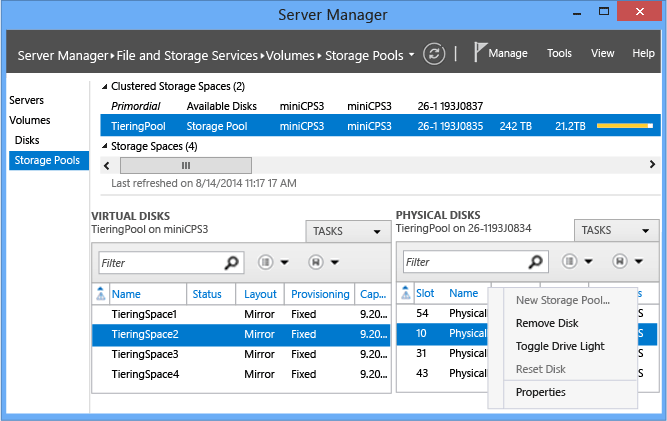 Server Manager
Server Manager File and Storage Services Volumes Storage Pools Manage Tools View Help
Servers
Volumes
Disks
Storage Pools
Clustered Storage Spaces (2)
Primordial Available Disks miniCPS3 miniCPS3 26-1 193J0837
TieringPool Storage Pool miniCPS3 miniCPS3 26-1 193J0835 242 TB 21.2TB
Storage Spaces (4)
Last refreshed on 8/14/2014 11:17 17 AM
VIRTUAL DISKS
TieringPool on miniCPS3
TASKS
Filter
Name Status Layout Provisioning Cap...
TieringSpace1 Mirror Fixed 9.20...
TieringSpace2 Mirror Fixed 9.20...
TieringSpace3 Mirror Fixed 9.20...
TieringSpace4 Mirror Fixed 9.20...
PHYSICAL DISKS
TieringPool on 26-1193J0834
TASKS
Filter
Slot Name s
54 Physical S
10 Physical S
31 Physical S
43 Physical S
New Storage Pool...
Remove Disk
Toggle Drive Light
Reset Disk
Properties